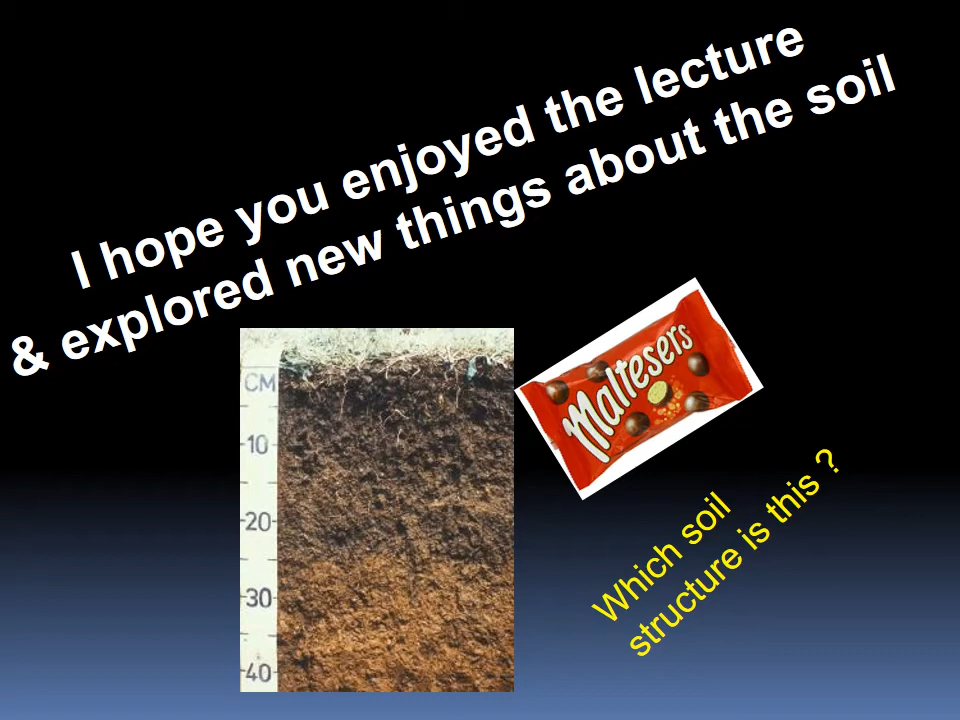 I hope you enjoyed the lecture
& explored new things about the soil
CM
10
20
30
40
Maltesers
Which soil
structure is this ?